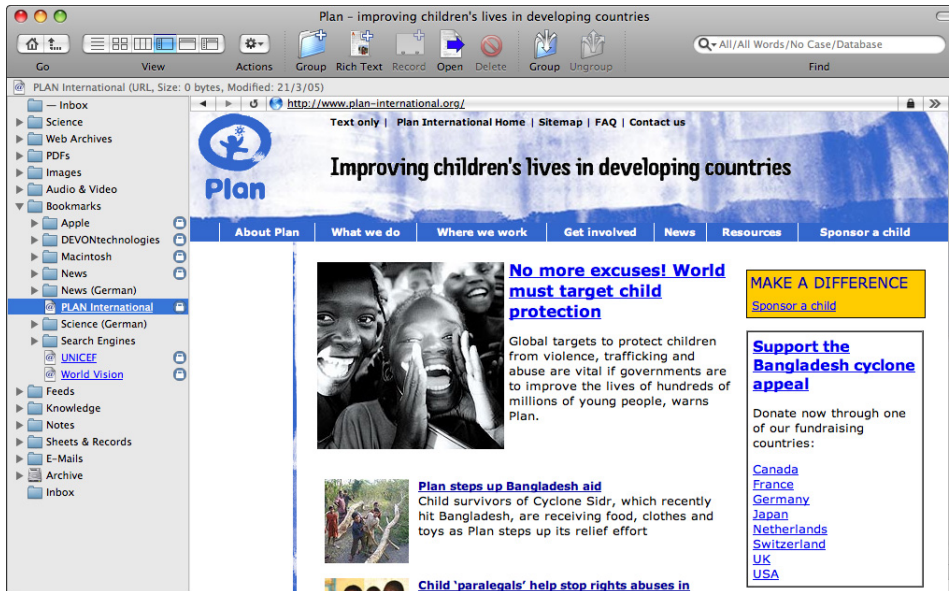 Plan – improving children's lives in developing countries
Go
View
Actions
Group
Rich Text
Record
Open
Delete
Group
Ungroup
All/All Words/No Case/Database
Find
PLAN International (URL, Size: 0 bytes, Modified: 21/3/05)
— Inbox
Science
Web Archives
PDFs
Images
Audio & Video
Bookmarks
Apple
DEVONtechnologies
Macintosh
News
News (German)
PLAN International
Science (German)
Search Engines
UNICEF
World Vision
Feeds
Knowledge
Notes
Sheets & Records
E-Mails
Archive
Inbox
http://www.plan-international.org/
Text only | Plan International Home | Sitemap | FAQ | Contact us
Plan
Improving children's lives in developing countries
About Plan
What we do
Where we work
Get involved
News
Resources
Sponsor a child
No more excuses! World
must target child
protection
Global targets to protect children
from violence, trafficking and
abuse are vital if governments are
to improve the lives of hundreds of
millions of young people, warns
Plan.
Plan steps up Bangladesh aid
Child survivors of Cyclone Sidr, which recently
hit Bangladesh, are receiving food, clothes and
toys as Plan steps up its relief effort
Child ‘paralegals’ help stop rights abuses in
MAKE A DIFFERENCE
Sponsor a child
Support the
Bangladesh cyclone
appeal
Donate now through one
of our fundraising
countries:
Canada
France
Germany
Japan
Netherlands
Switzerland
UK
USA